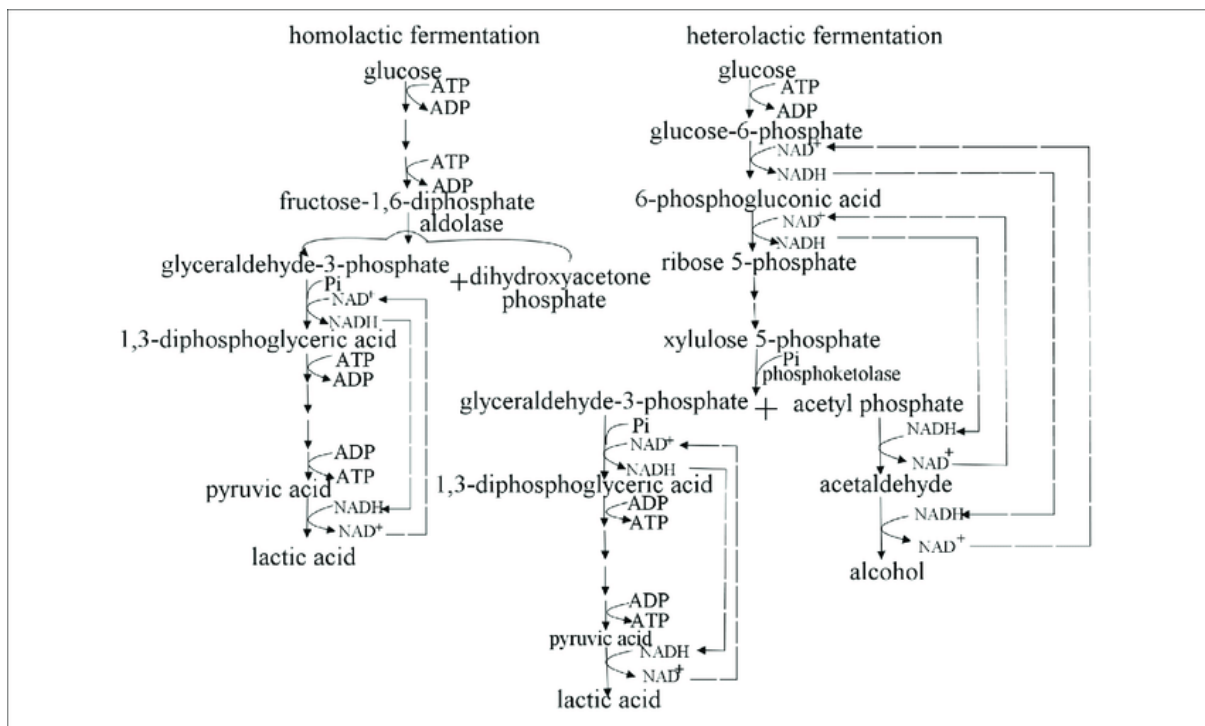 homolactic fermentation
glucose
ATP
ADP
ATP
ADP
fructose-1,6-diphosphate
aldolase
glyceraldehyde-3-phosphate
+
dihydroxyacetone
phosphate
Pi
NAD+
NADH
1,3-diphosphoglyceric acid
ATP
ADP
ADP
ATP
pyruvic acid
NADH
NAD+
lactic acid
heterolactic fermentation
glucose
ATP
ADP
glucose-6-phosphate
NAD+
NADH
6-phosphogluconic acid
NAD+
NADH
ribose 5-phosphate
xylulose 5-phosphate
Pi
phosphoketolase
glyceraldehyde-3-phosphate
+
acetyl phosphate
Pi
NAD+
NADH
1,3-diphosphoglyceric acid
ADP
ATP
ADP
ATP
pyruvic acid
NADH
NAD+
lactic acid
NADH
NAD+
acetaldehyde
NADH
NAD+
alcohol